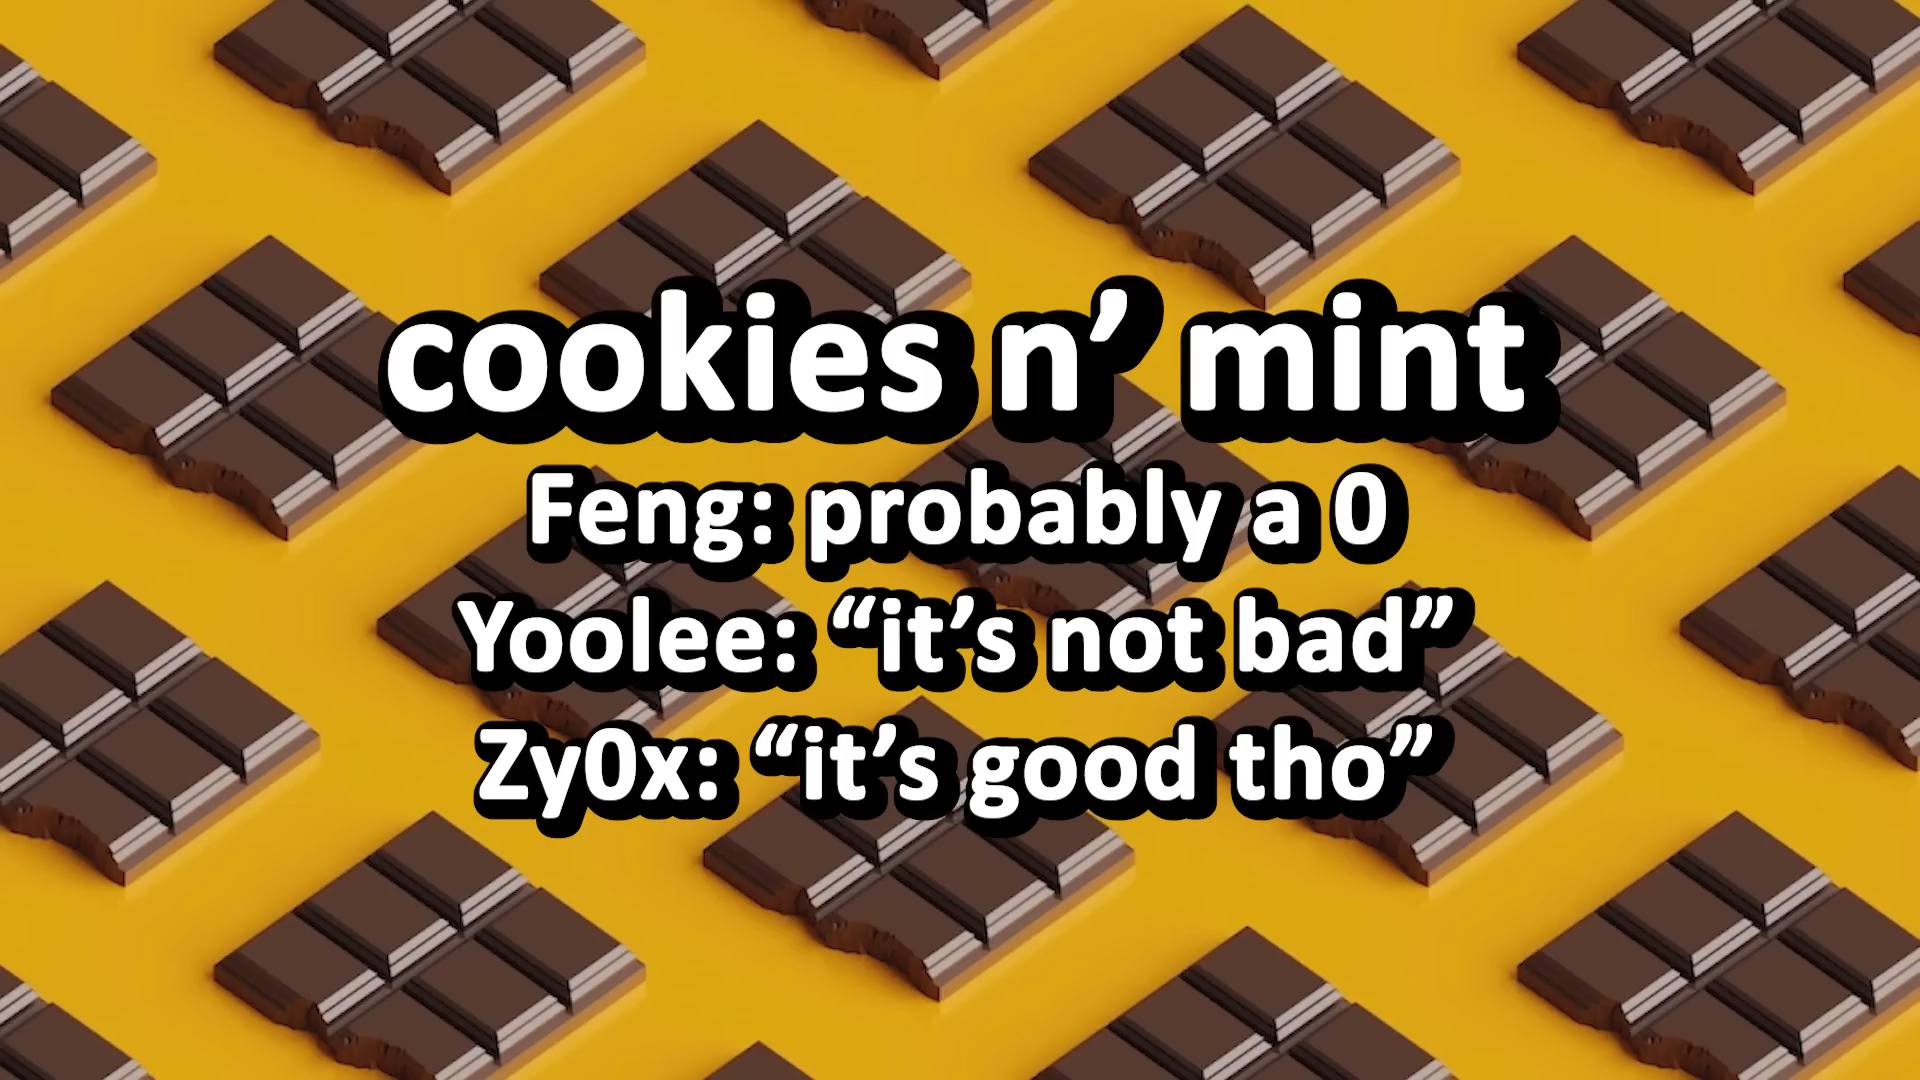 cookies n’ mint
Feng: probably a 0
Yoolee: “it’s not bad”
Zy0x: “it’s good tho”